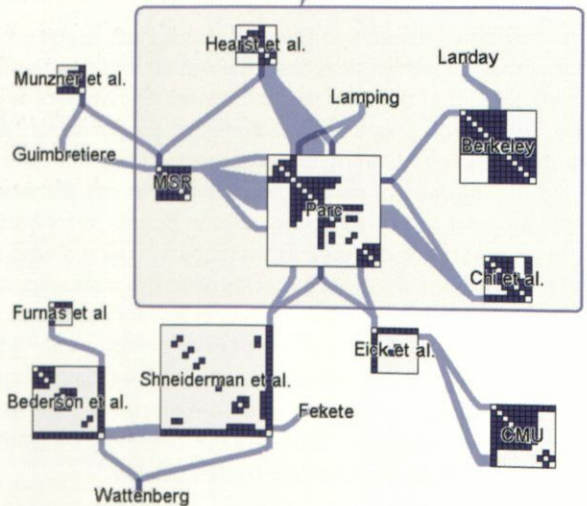 Hearst et al.
Landay
Munzner et al.
Lamping
Berkeley
Guimbretiere
MSR
Parc
Chi et al.
Furnas et al
Eick et al.
Shneiderman et al.
Bederson et al.
Fekete
CMU
Wattenberg